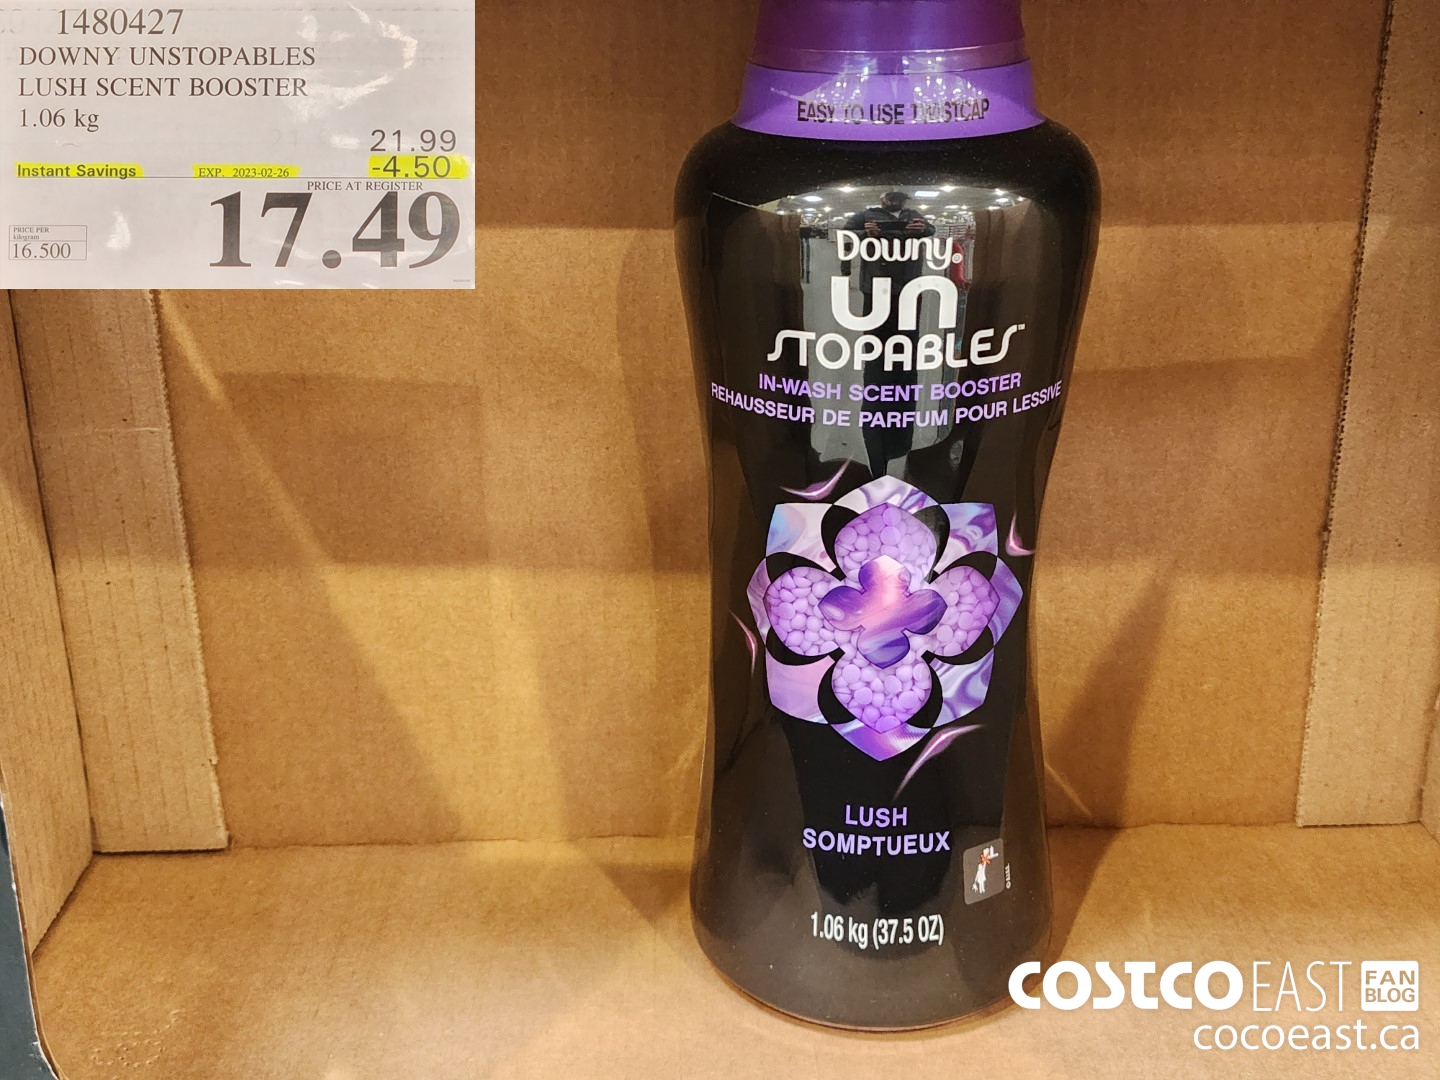 1480427
DOWNY UNSTOPABLES
LUSH SCENT BOOSTER
1.06 kg
21.99
Instant Savings EXP. 2023-02-26 -4.50
PRICE AT REGISTER
17.49
PRICE PER
kilogram
16.500
EASY TO USE TWISTCAP
Downy®
UN
STOPABLES™
IN-WASH SCENT BOOSTER
REHAUSSEUR DE PARFUM POUR LESSIVE
LUSH
SOMPTUEUX
1.06 kg (37.5 OZ)
COSTCO EAST FAN BLOG
cocoeast.ca